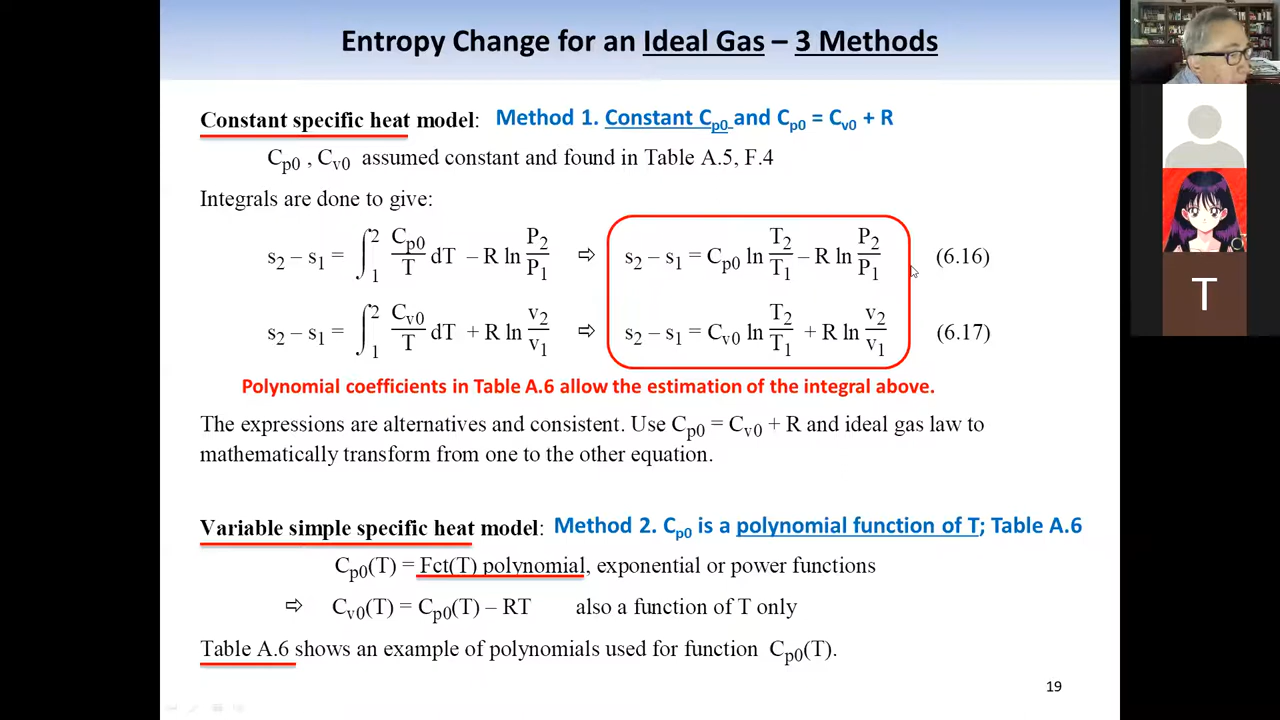 Entropy Change for an Ideal Gas – 3 Methods
Constant specific heat model: Method 1. Constant Cp0 and Cp0 = Cv0 + R
Cp0 , Cv0 assumed constant and found in Table A.5, F.4
Integrals are done to give:
s2 – s1 = ∫₁² Cp0/T dT – R ln P2/P1 ⇨ s2 – s1 = Cp0 ln T2/T1 – R ln P2/P1 (6.16)
s2 – s1 = ∫₁² Cv0/T dT + R ln v2/v1 ⇨ s2 – s1 = Cv0 ln T2/T1 + R ln v2/v1 (6.17)
Polynomial coefficients in Table A.6 allow the estimation of the integral above.
The expressions are alternatives and consistent. Use Cp0 = Cv0 + R and ideal gas law to
mathematically transform from one to the other equation.
Variable simple specific heat model: Method 2. Cp0 is a polynomial function of T; Table A.6
Cp0(T) = Fct(T) polynomial, exponential or power functions
⇨ Cv0(T) = Cp0(T) – RT also a function of T only
Table A.6 shows an example of polynomials used for function Cp0(T).
19
T